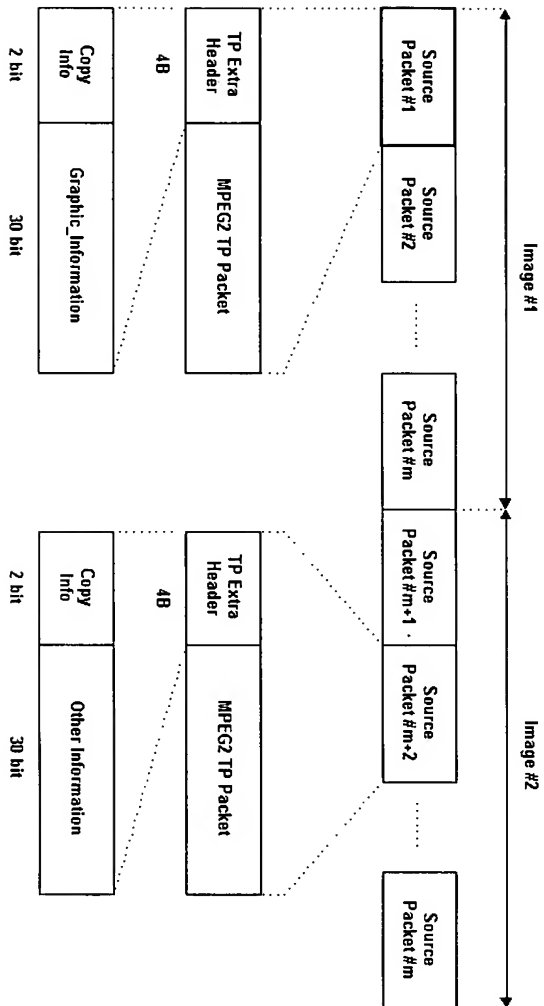 Image #1
Image #2
Source
Packet #1
Source
Packet #2
Source
Packet #m
Source
Packet #m+1
Source
Packet #m+2
Source
Packet #m
TP Extra
Header
MPEG2 TP Packet
4B
TP Extra
Header
MPEG2 TP Packet
4B
Copy
Info
Graphic_Information
2 bit
30 bit
Copy
Info
Other Information
2 bit
30 bit